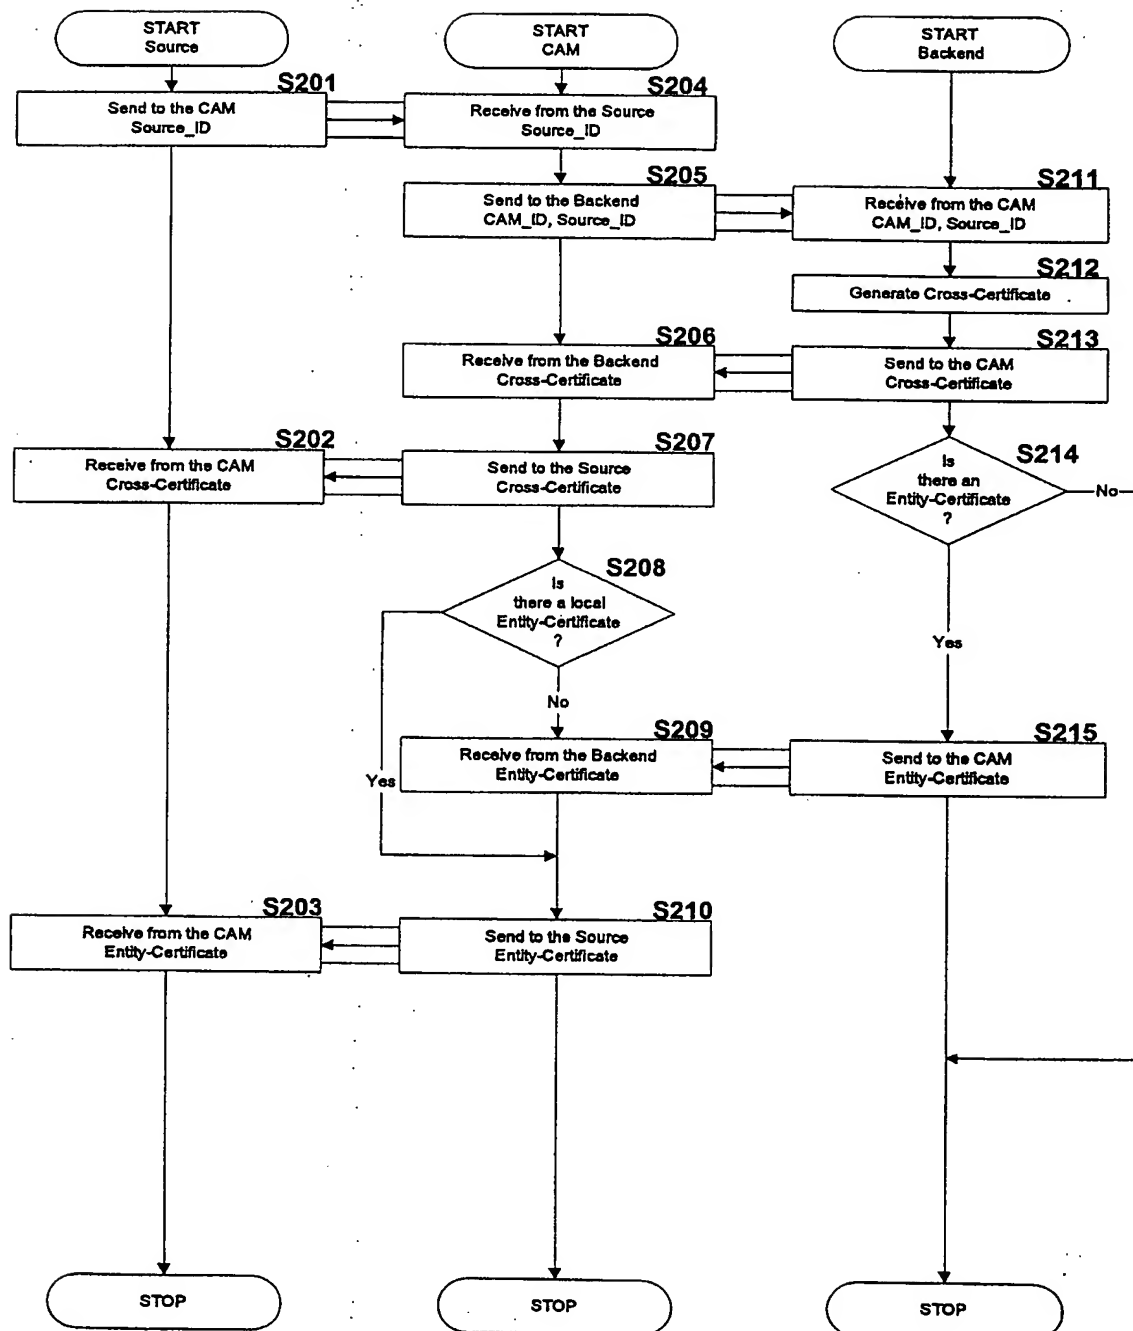 START
Source
START
CAM
START
Backend
S201
Send to the CAM
Source_ID
S204
Receive from the Source
Source_ID
S205
Send to the Backend
CAM_ID, Source_ID
S211
Receive from the CAM
CAM_ID, Source_ID
S212
Generate Cross-Certificate
S206
Receive from the Backend
Cross-Certificate
S213
Send to the CAM
Cross-Certificate
S202
Receive from the CAM
Cross-Certificate
S207
Send to the Source
Cross-Certificate
S214
Is
there an
Entity-Certificate
?
No
S208
Is
there a local
Entity-Certificate
?
Yes
No
S209
Receive from the Backend
Entity-Certificate
S215
Send to the CAM
Entity-Certificate
Yes
S203
Receive from the CAM
Entity-Certificate
S210
Send to the Source
Entity-Certificate
STOP
STOP
STOP